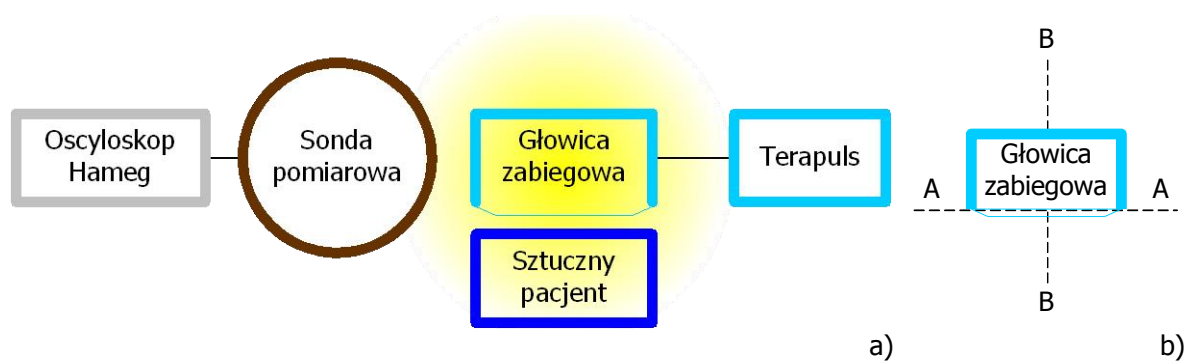 Oscyloskop
Hameg
Sonda
pomiarowa
Głowica
zabiegowa
Terapuls
Sztuczny
pacjent
a)
B
Głowica
zabiegowa
A
A
B
b)